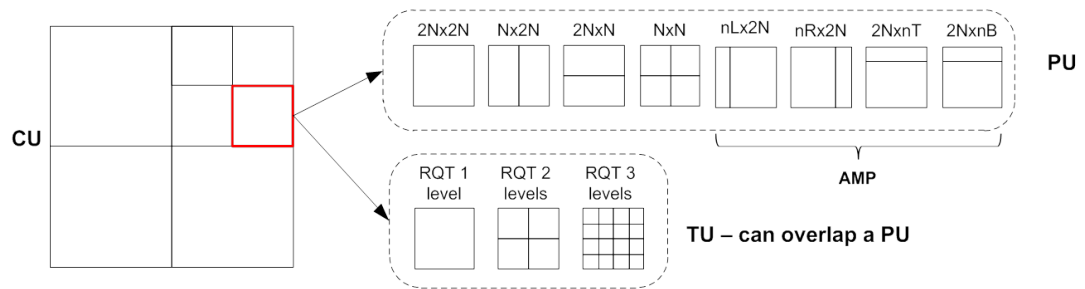 2Nx2N Nx2N 2NxN NxN nLx2N nRx2N 2NxnT 2NxnB
PU
CU
AMP
RQT 1 RQT 2 RQT 3
level levels levels
TU – can overlap a PU